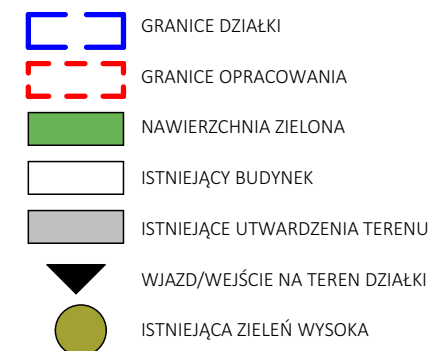 GRANICE DZIAŁKI
GRANICE OPRACOWANIA
NAWIERZCHNIA ZIELONA
ISTNIEJĄCY BUDYNEK
ISTNIEJĄCE UTWARDZENIA TERENU
WJAZD/WEJŚCIE NA TEREN DZIAŁKI
ISTNIEJĄCA ZIELEŃ WYSOKA